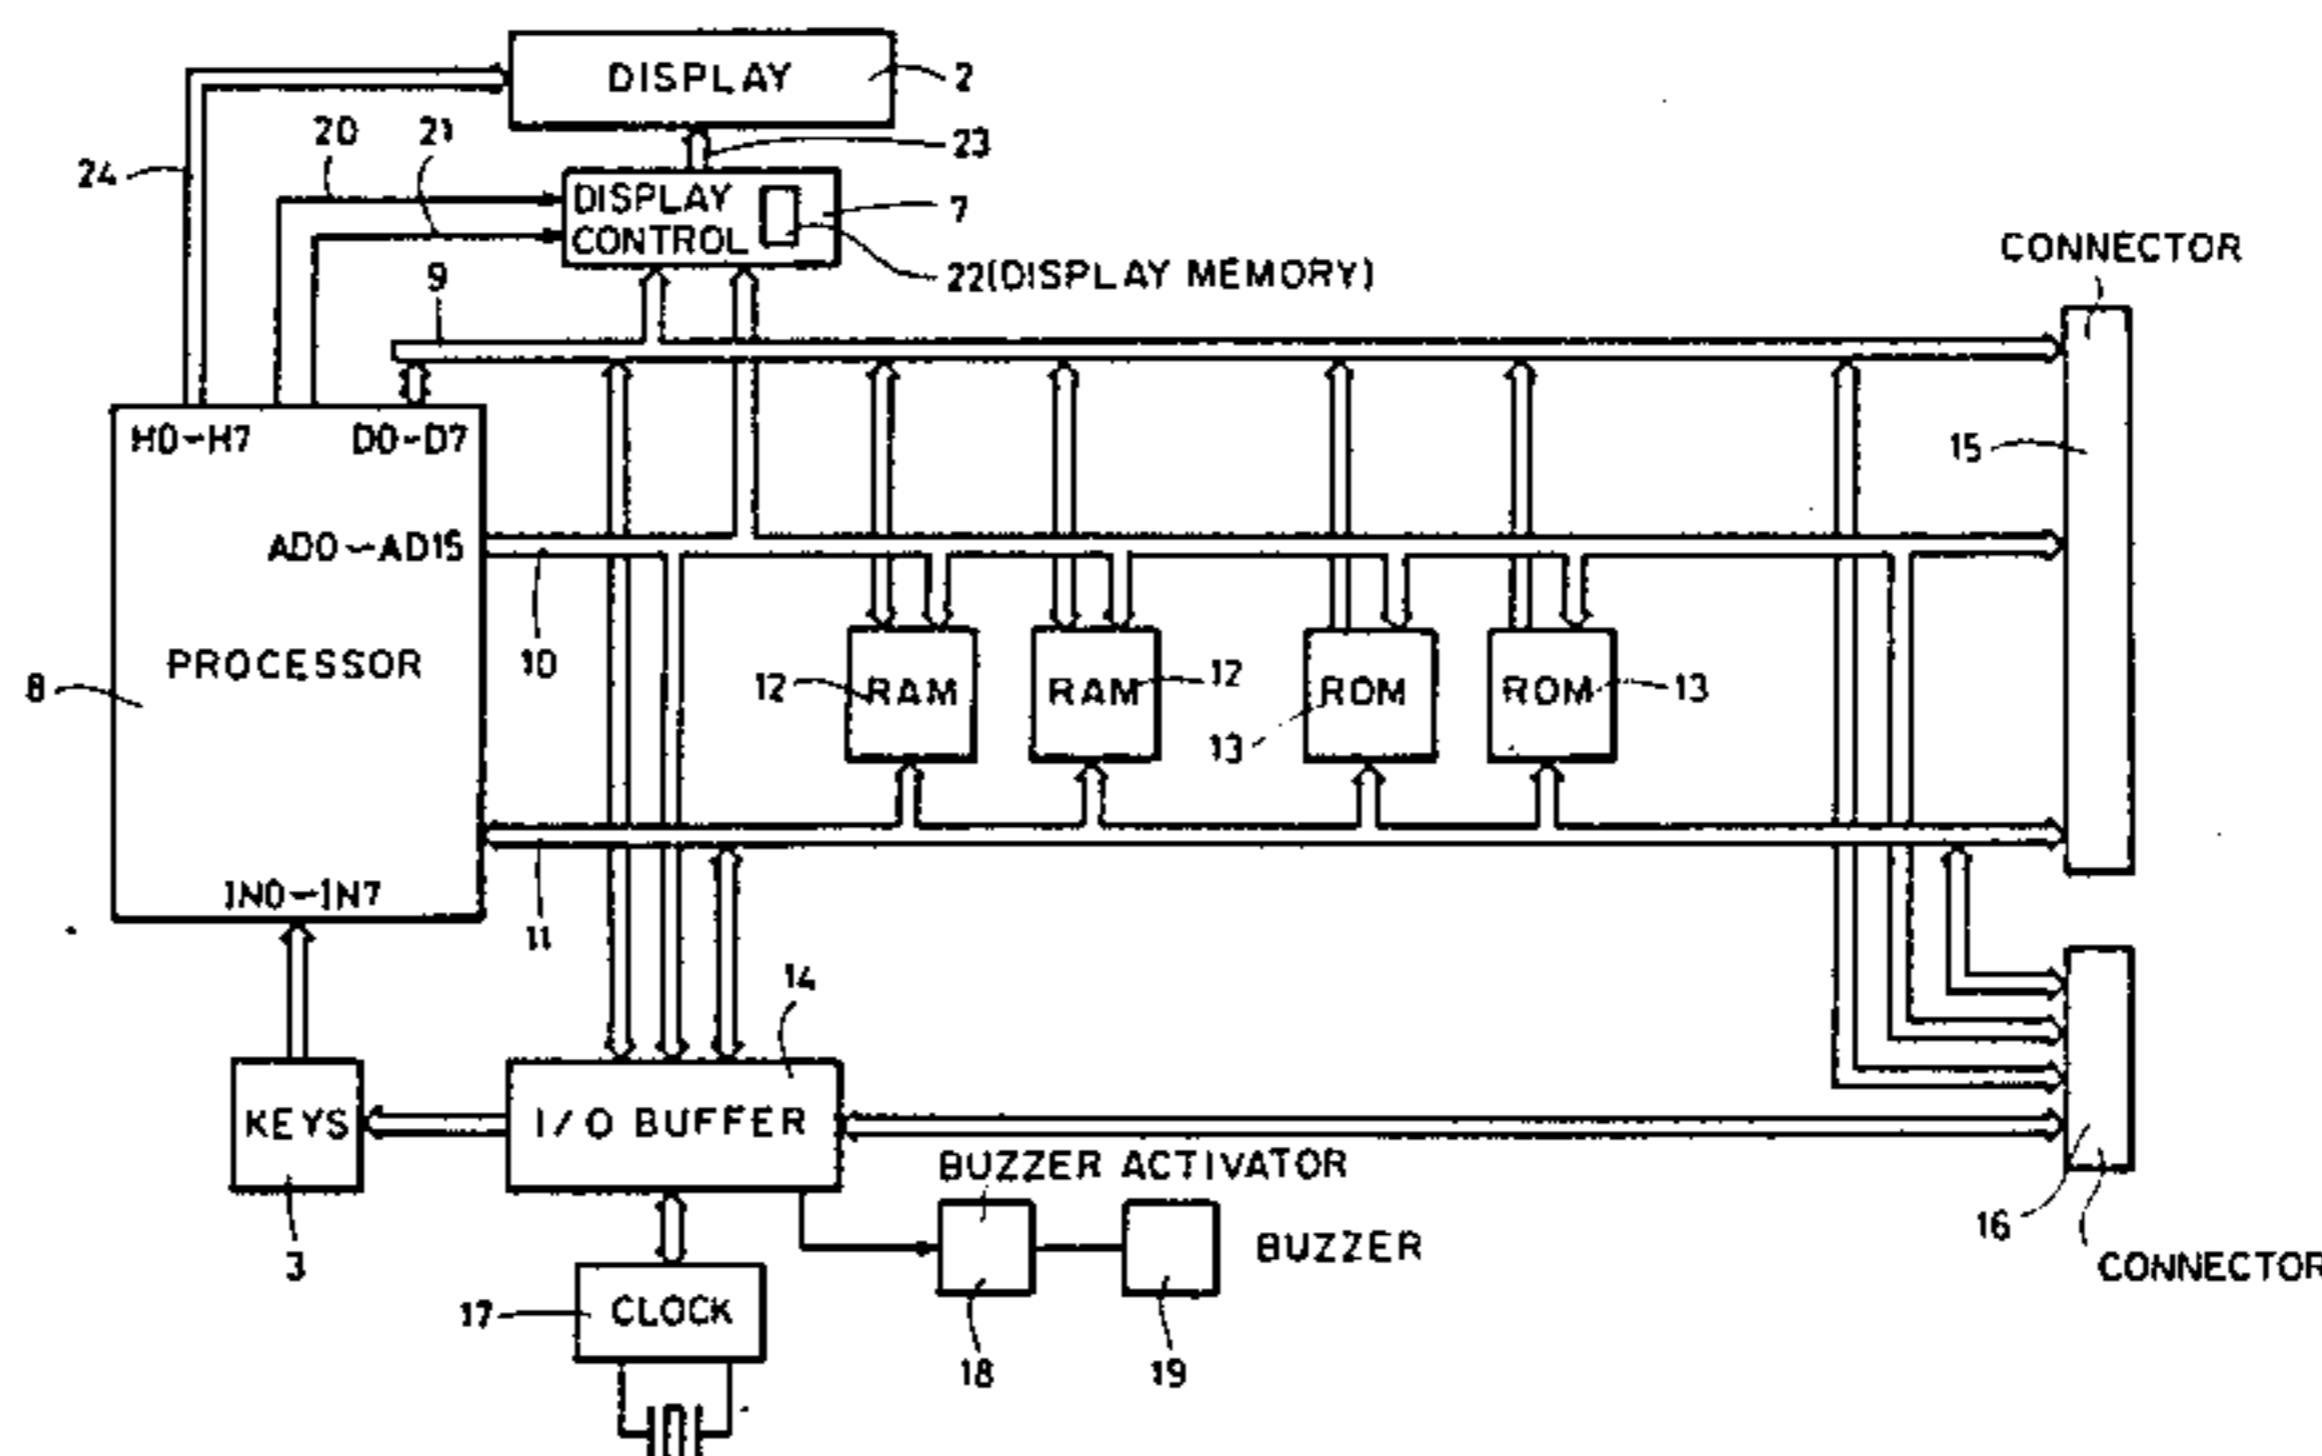 DISPLAY
2
20
21
23
24
DISPLAY
CONTROL
7
9
22(DISPLAY MEMORY)
CONNECTOR
H0-H7
D0-D7
15
AD0-AD15
PROCESSOR
10
8
12
RAM
RAM
12
ROM
13
ROM
13
IN0-IN7
11
14
KEYS
I/O BUFFER
BUZZER ACTIVATOR
16
3
BUZZER
CONNECTOR
17
CLOCK
18
19